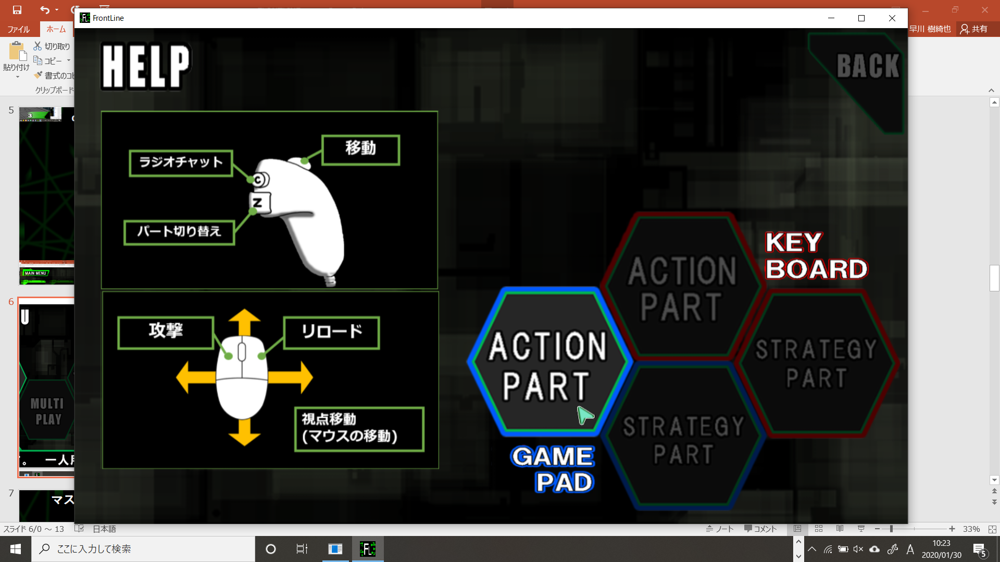 FrontLine
ファイル
ホーム
早川 樹綺也
共有
切り取り
コピー
貼り付け
書式のコ
クリップボード
HELP
BACK
5
3
ラジオチャット
移動
C
Z
パート切り替え
攻撃
リロード
視点移動
(マウスの移動)
ACTION
PART
KEY
BOARD
ACTION
PART
STRATEGY
PART
STRATEGY
PART
GAME
PAD
MAIN MENU
6
U
MULTI
PLAY
。 一人用
7
マス
スライド 6/0 ～ 13
日本語
ノート
コメント
33%
ここに入力して検索
FL
A
10:23
2020/01/30
5